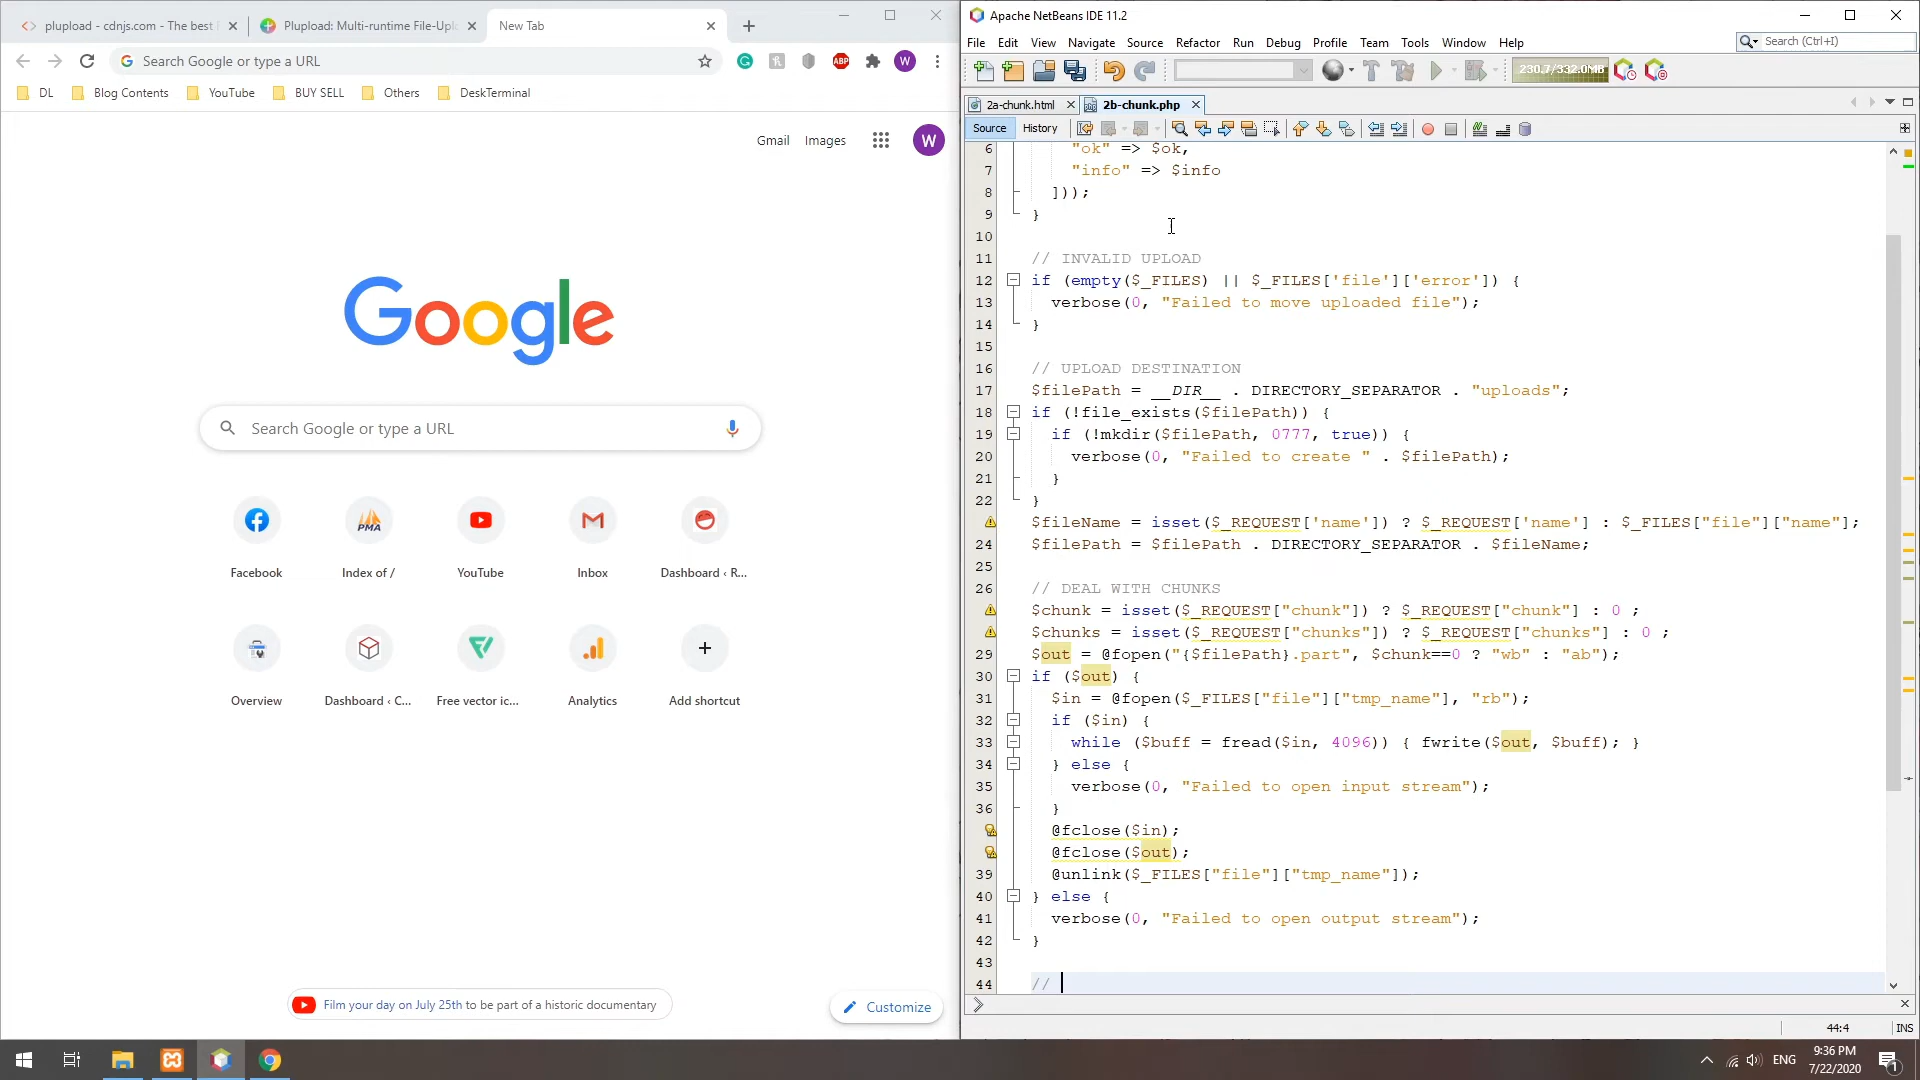 plupload - cdnjs.com - The best
Plupload: Multi-runtime File-Uplo
New Tab
Search Google or type a URL
ABP
W
DL
Blog Contents
YouTube
BUY SELL
Others
DeskTerminal
Gmail
Images
W
Google
Search Google or type a URL
Facebook
PMA
Index of /
YouTube
Inbox
Dashboard ‹ R...
Overview
Dashboard ‹ C...
Free vector ic...
Analytics
Add shortcut
Film your day on July 25th to be part of a historic documentary
Customize
Apache NetBeans IDE 11.2
File Edit View Navigate Source Refactor Run Debug Profile Team Tools Window Help
Search (Ctrl+I)
230.7/332.0MB
2a-chunk.html
2b-chunk.php
Source
History
6 "ok" => $ok,
7 "info" => $info
8 ]));
9 }
10
11 // INVALID UPLOAD
12 if (empty($_FILES) || $_FILES['file']['error']) {
13 verbose(0, "Failed to move uploaded file");
14 }
15
16 // UPLOAD DESTINATION
17 $filePath = __DIR__ . DIRECTORY_SEPARATOR . "uploads";
18 if (!file_exists($filePath)) {
19 if (!mkdir($filePath, 0777, true)) {
20 verbose(0, "Failed to create " . $filePath);
21 }
22 }
$fileName = isset($_REQUEST['name']) ? $_REQUEST['name'] : $_FILES["file"]["name"];
24 $filePath = $filePath . DIRECTORY_SEPARATOR . $fileName;
25
26 // DEAL WITH CHUNKS
$chunk = isset($_REQUEST["chunk"]) ? $_REQUEST["chunk"] : 0 ;
$chunks = isset($_REQUEST["chunks"]) ? $_REQUEST["chunks"] : 0 ;
29 $out = @fopen("{$filePath}.part", $chunk==0 ? "wb" : "ab");
30 if ($out) {
31 $in = @fopen($_FILES["file"]["tmp_name"], "rb");
32 if ($in) {
33 while ($buff = fread($in, 4096)) { fwrite($out, $buff); }
34 } else {
35 verbose(0, "Failed to open input stream");
36 }
@fclose($in);
@fclose($out);
39 @unlink($_FILES["file"]["tmp_name"]);
40 } else {
41 verbose(0, "Failed to open output stream");
42 }
43
44 //
44:4
INS
ENG
9:36 PM
7/22/2020
1